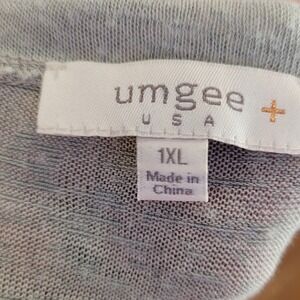 umgee +
USA
1XL
Made in
China